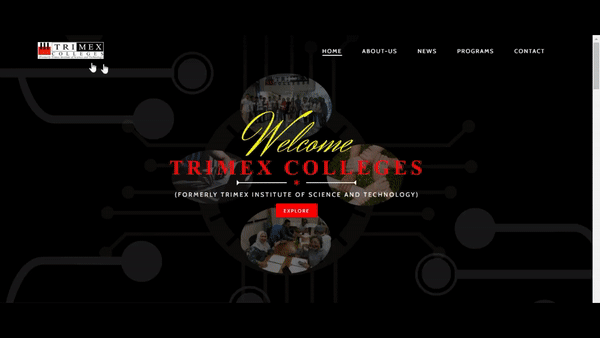 TRIMEX
COLLEGES
HOME ABOUT-US NEWS PROGRAMS CONTACT
Welcome
TRIMEX COLLEGES
(FORMERLY TRIMEX INSTITUTE OF SCIENCE AND TECHNOLOGY)
EXPLORE